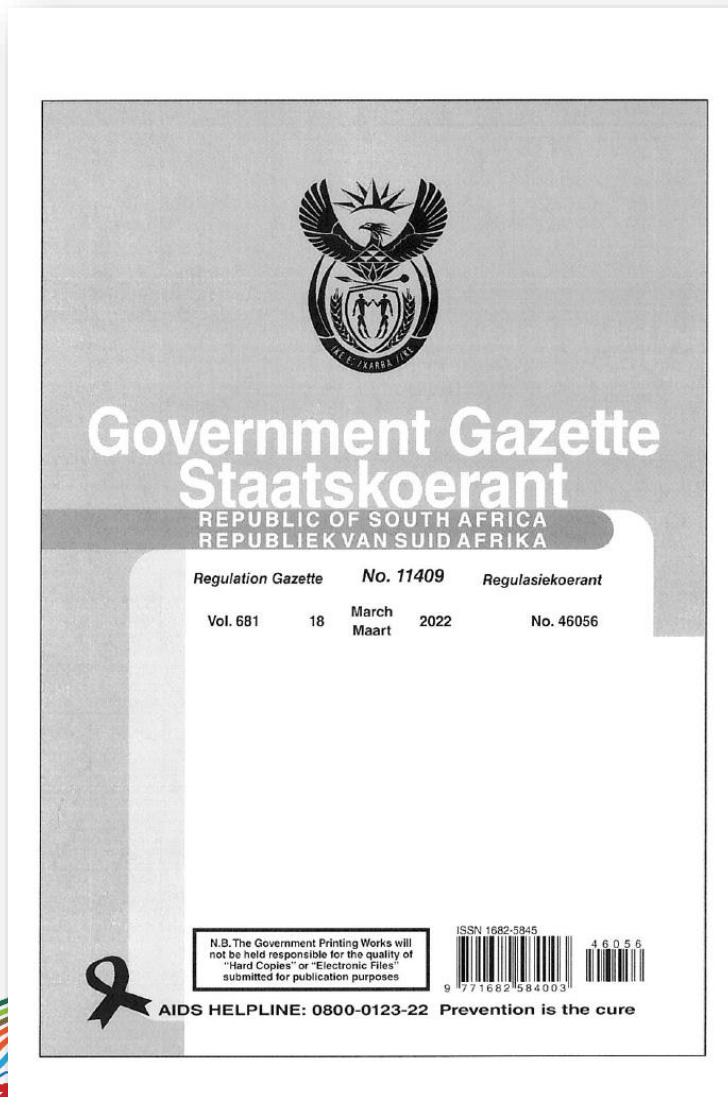 !KE E: /XARRA //KE
Government Gazette
Staatskoerant
REPUBLIC OF SOUTH AFRICA
REPUBLIEK VAN SUID AFRIKA
Regulation Gazette No. 11409 Regulasiekoerant
Vol. 681 18 March Maart 2022 No. 46056
N.B. The Government Printing Works will
not be held responsible for the quality of
"Hard Copies" or "Electronic Files"
submitted for publication purposes
ISSN 1682-5845
46056
9 771682 584003
AIDS HELPLINE: 0800-0123-22 Prevention is the cure